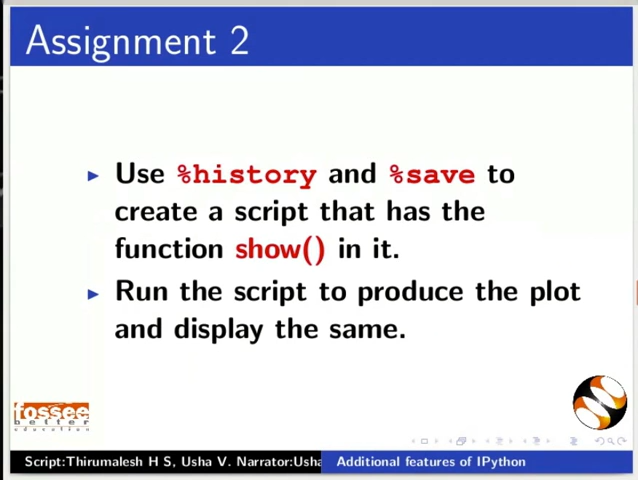 Assignment 2
Use %history and %save to
create a script that has the
function show() in it.
Run the script to produce the plot
and display the same.
fossee
better
education
Script:Thirumalesh H S, Usha V. Narrator:Usha
Additional features of IPython